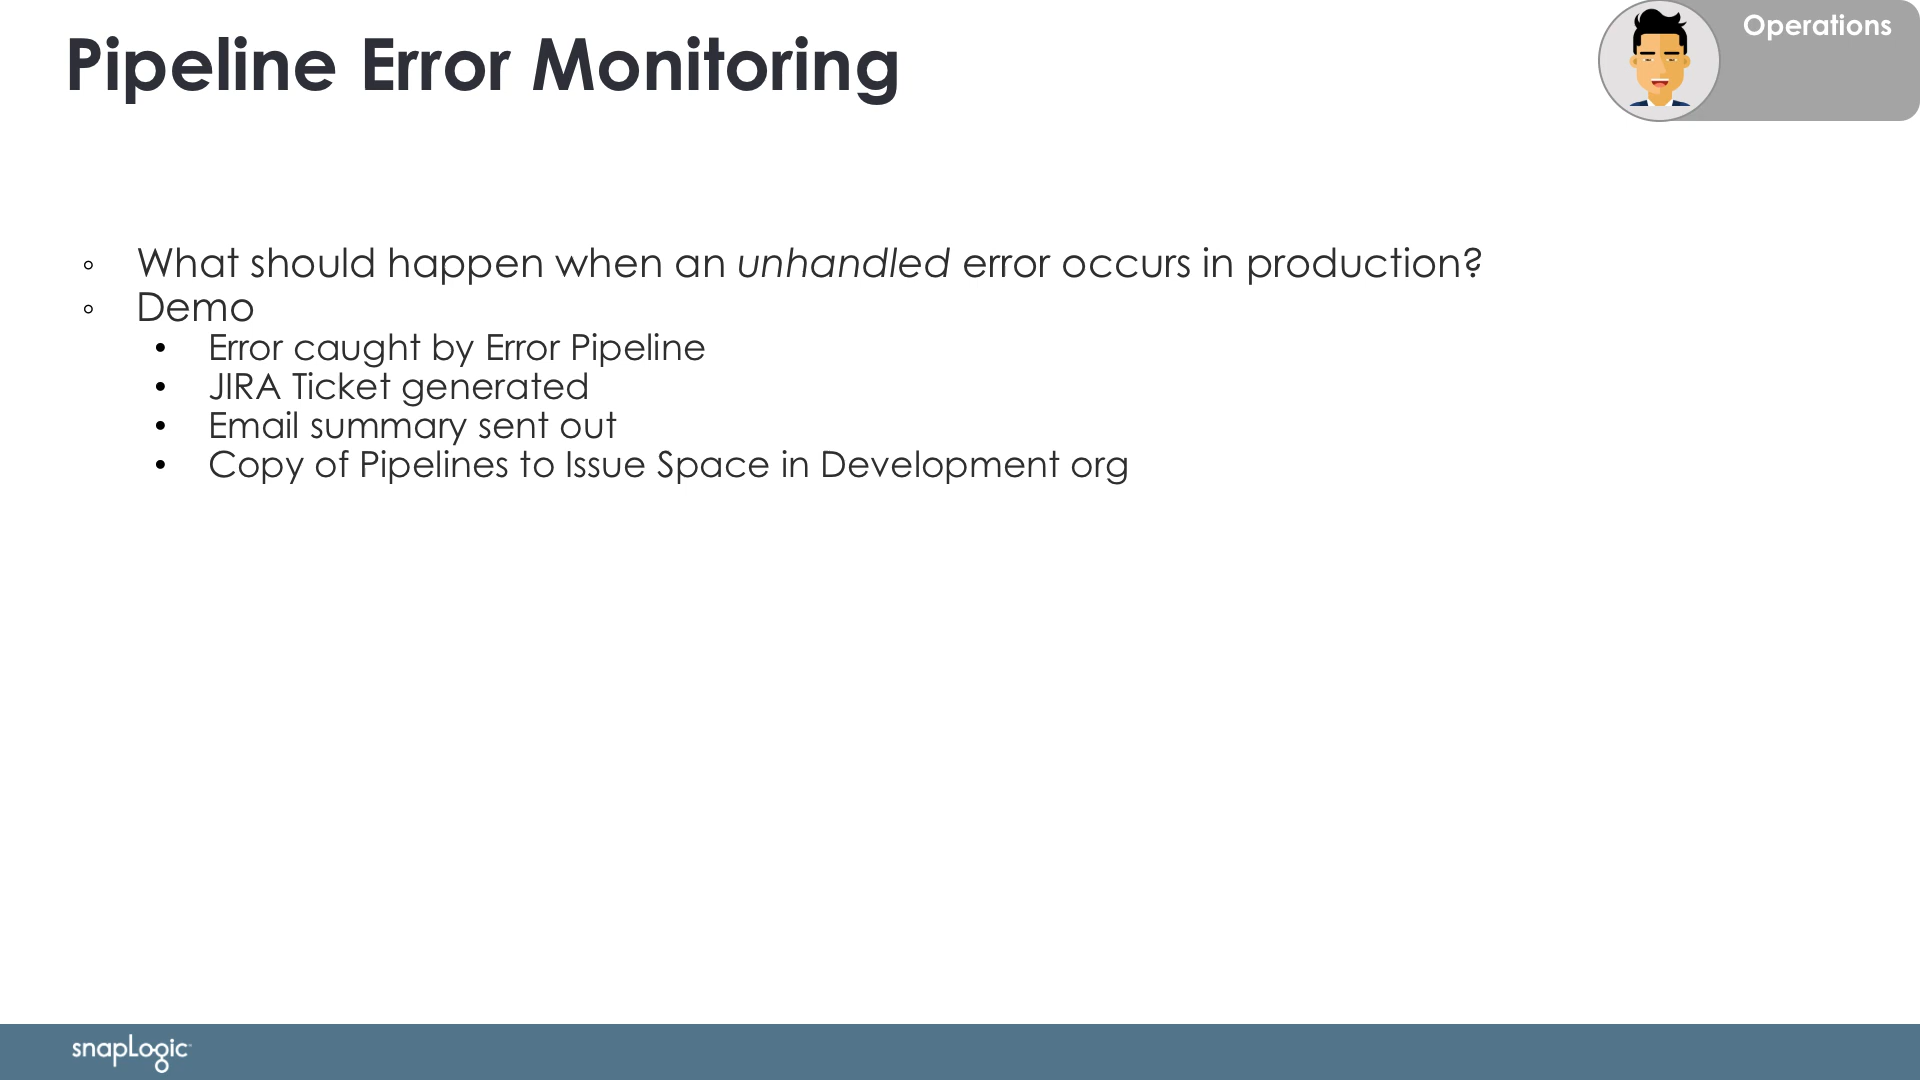 Pipeline Error Monitoring
Operations
◦ What should happen when an unhandled error occurs in production?
◦ Demo
• Error caught by Error Pipeline
• JIRA Ticket generated
• Email summary sent out
• Copy of Pipelines to Issue Space in Development org
snapLogic